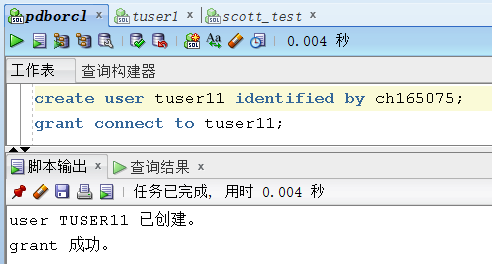 pdborcl x tuser1 x scott_test
0.004 秒
工作表 查询构建器
create user tuser11 identified by ch165075;
grant connect to tuser11;
脚本输出 x 查询结果 x
任务已完成, 用时 0.004 秒
user TUSER11 已创建。
grant 成功。